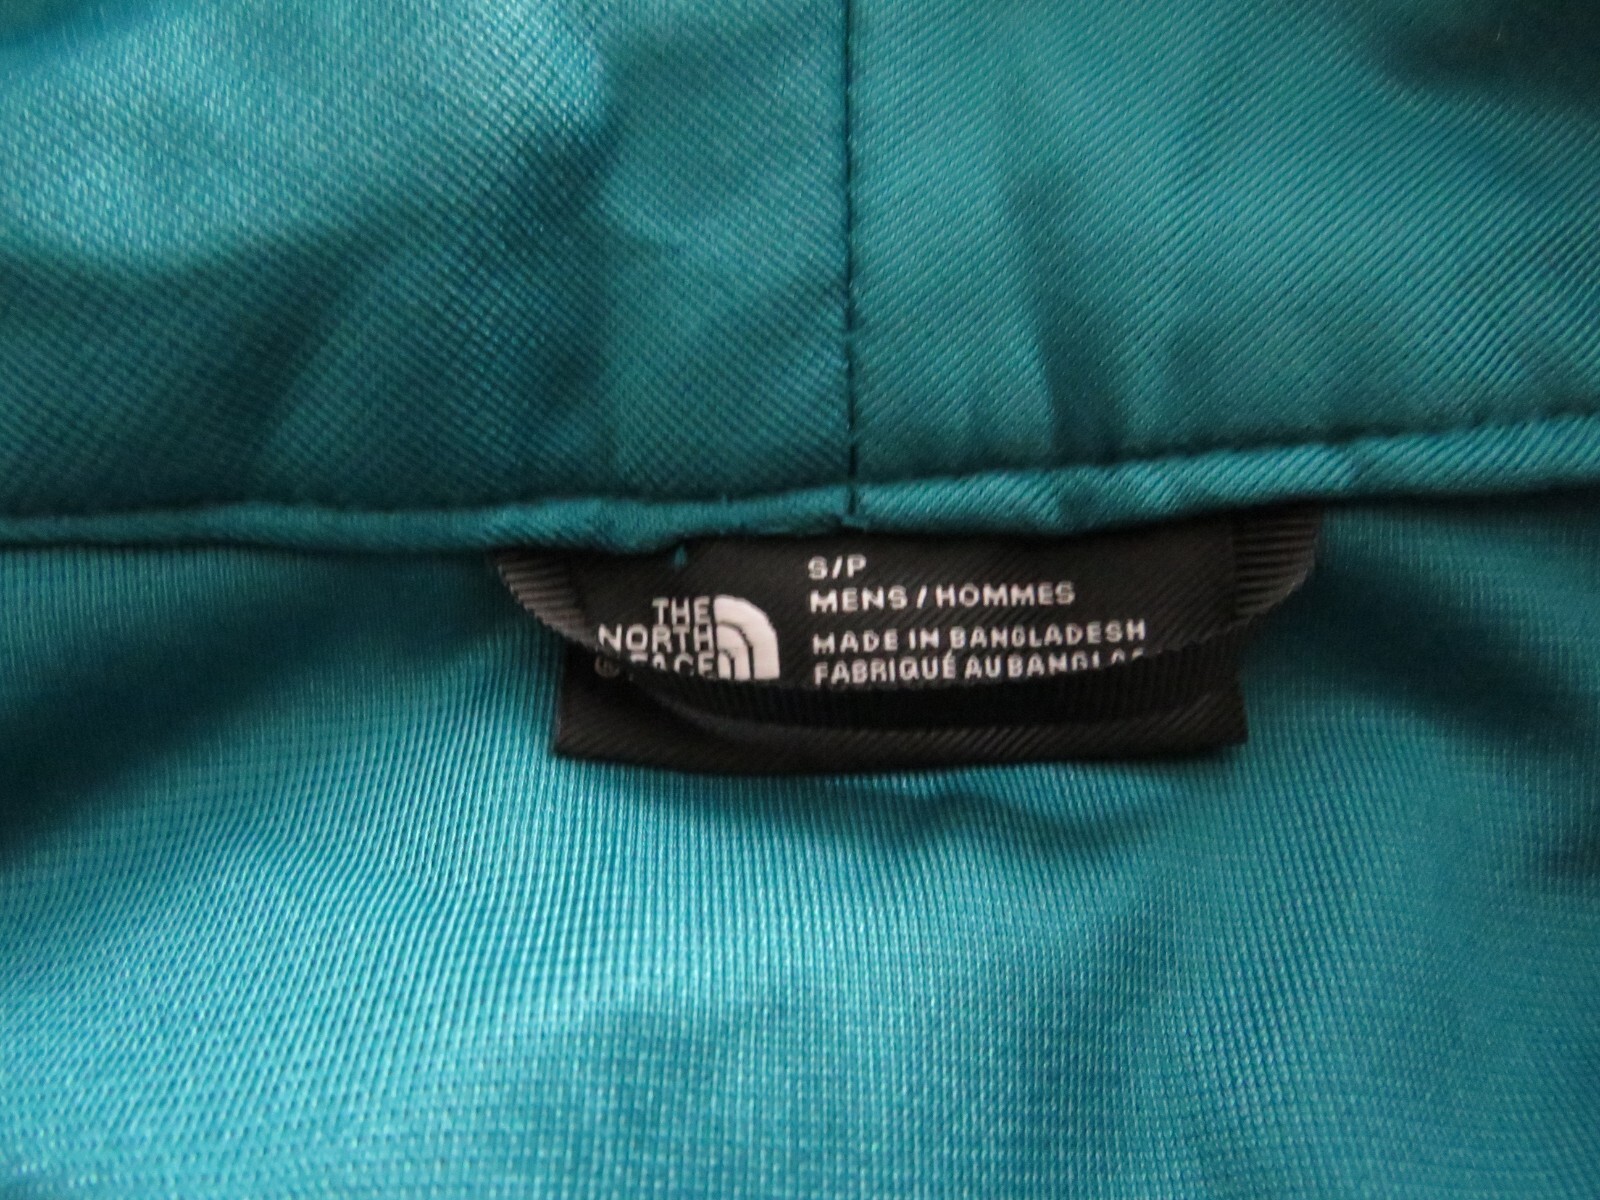 THE
NORTH
FACE
®
S/P
MENS / HOMMES
MADE IN BANGLADESH
FABRIQUÉ AU